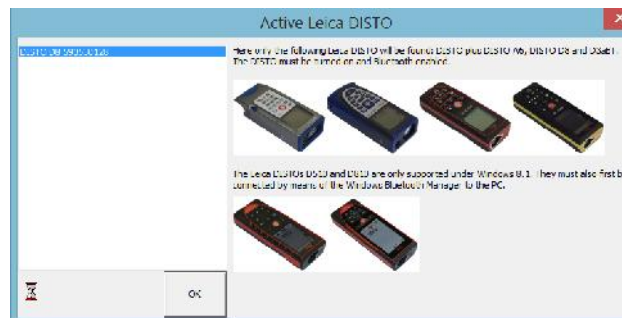 Active Leica DISTO
DISTO D8
Here only the following Leica DISTO will be found: DISTO plus DISTO A6, DISTO D8 and D3aBT.
The DISTO must be turned on and Bluetooth enabled.
The Leica DISTOs D510 and D810 are only supported under Windows 8.1. They must also first b
connected by means of the Windows Bluetooth Manager to the PC.
OK